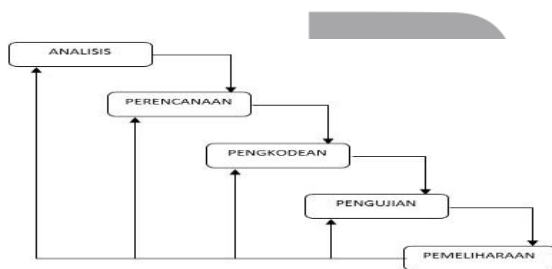 ANALISIS
PERENCANAAN
PENGKODEAN
PENGUJIAN
PEMELIHARAAN